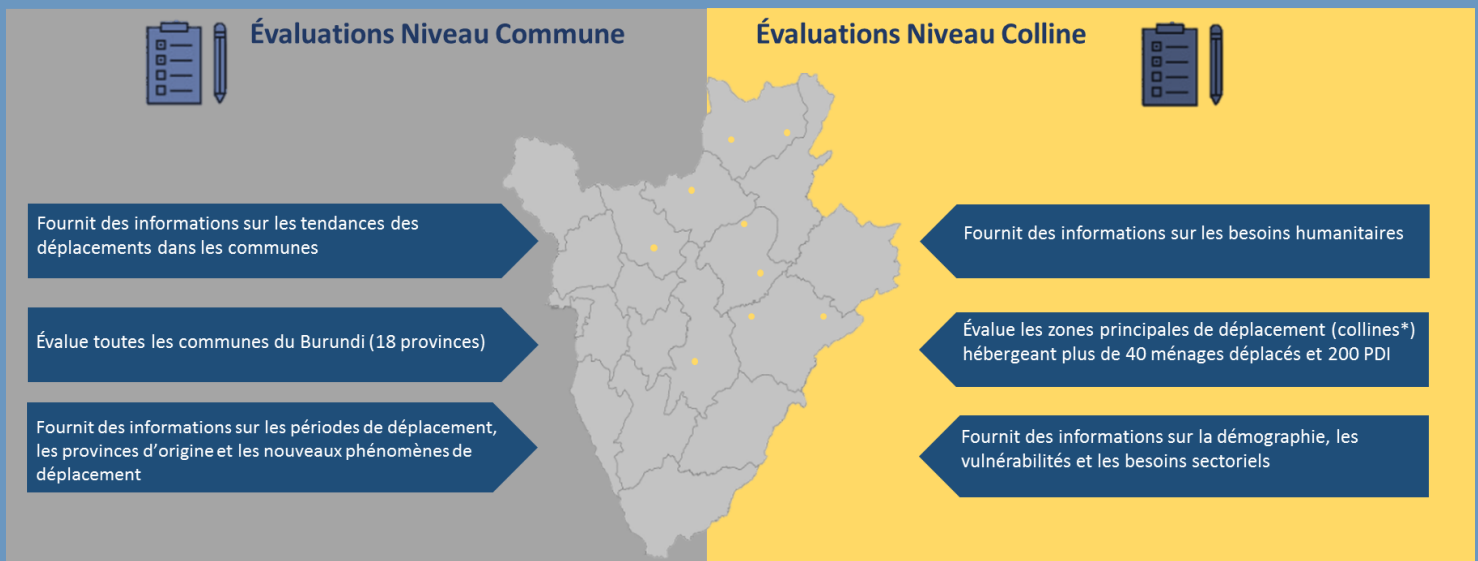 Évaluations Niveau Commune
Fournit des informations sur les tendances des
déplacements dans les communes
Évalue toutes les communes du Burundi (18 provinces)
Fournit des informations sur les périodes de déplacement,
les provinces d'origine et les nouveaux phénomènes de
déplacement
Évaluations Niveau Colline
Fournit des informations sur les besoins humanitaires
Évalue les zones principales de déplacement (collines*)
hébergeant plus de 40 ménages déplacés et 200 PDI
Fournit des informations sur la démographie, les
vulnérabilités et les besoins sectoriels